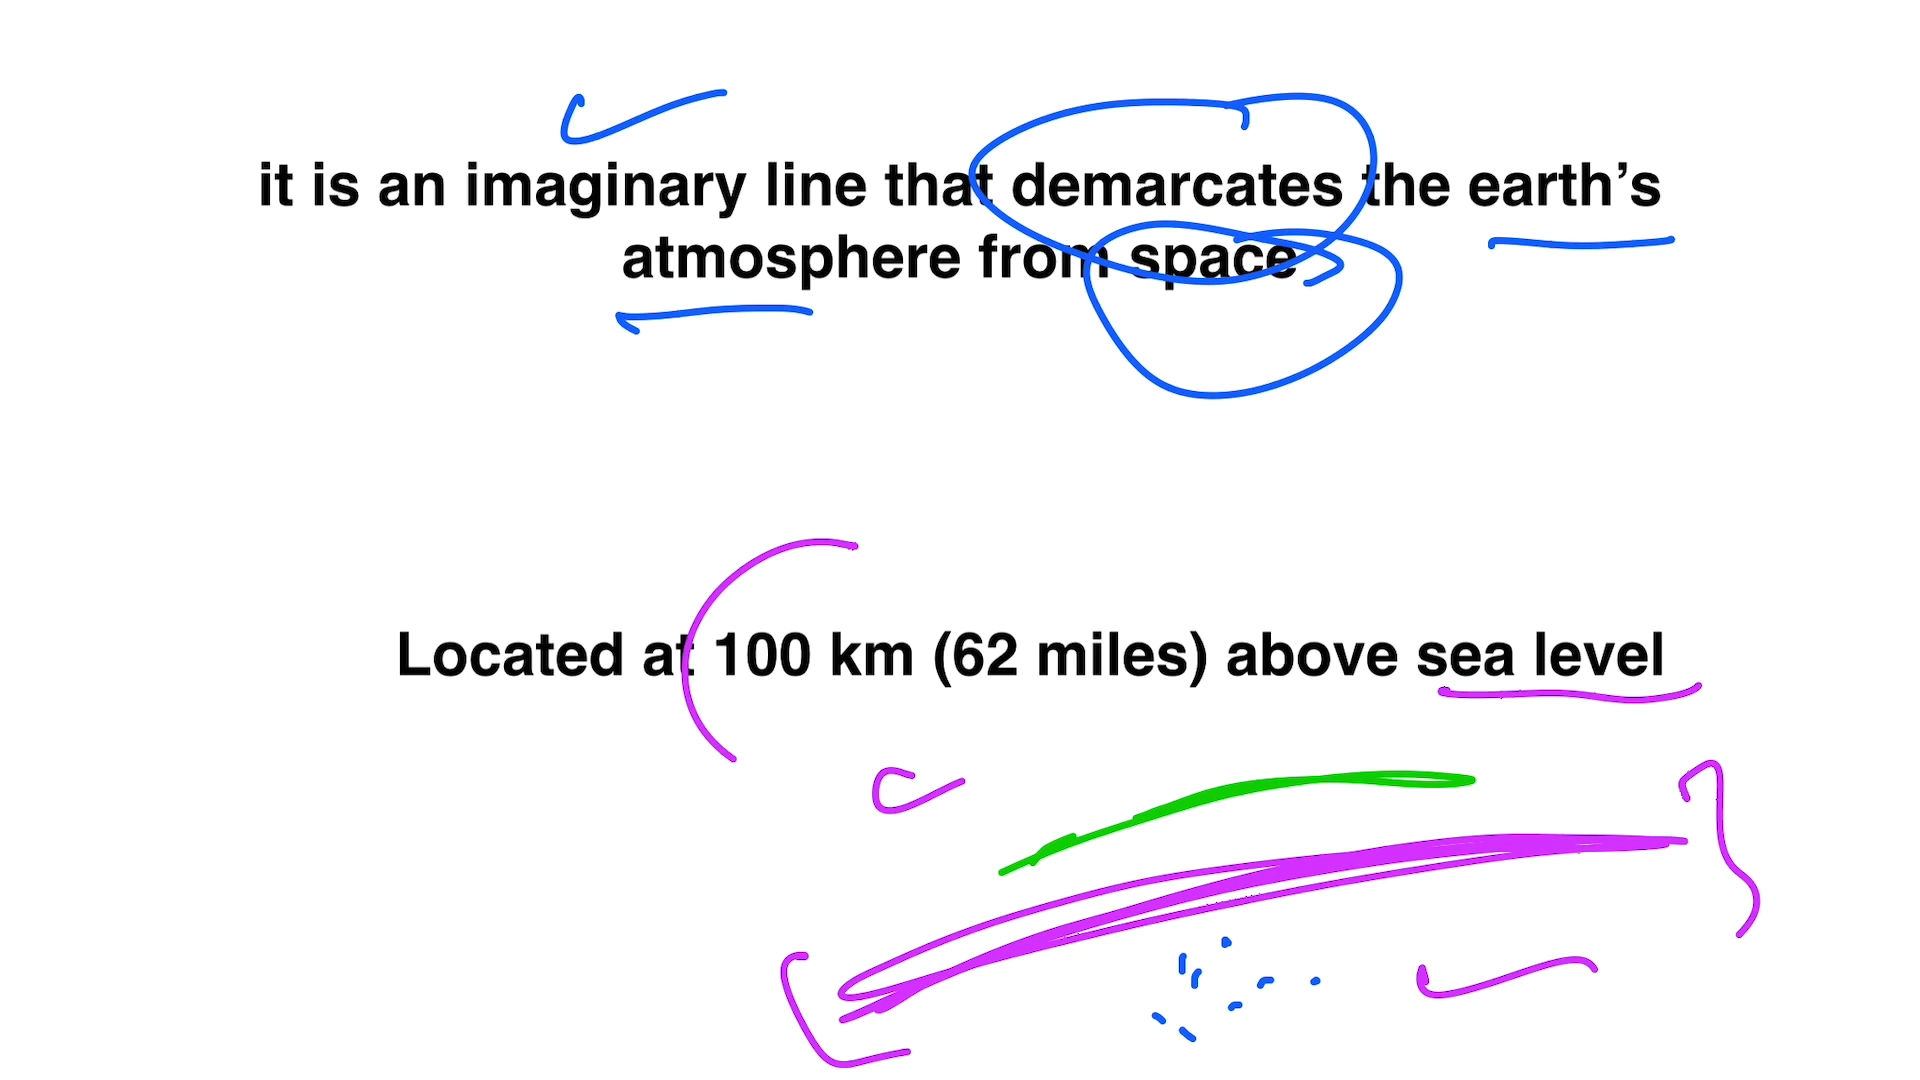 it is an imaginary line that demarcates the earth’s
atmosphere from space
Located at 100 km (62 miles) above sea level